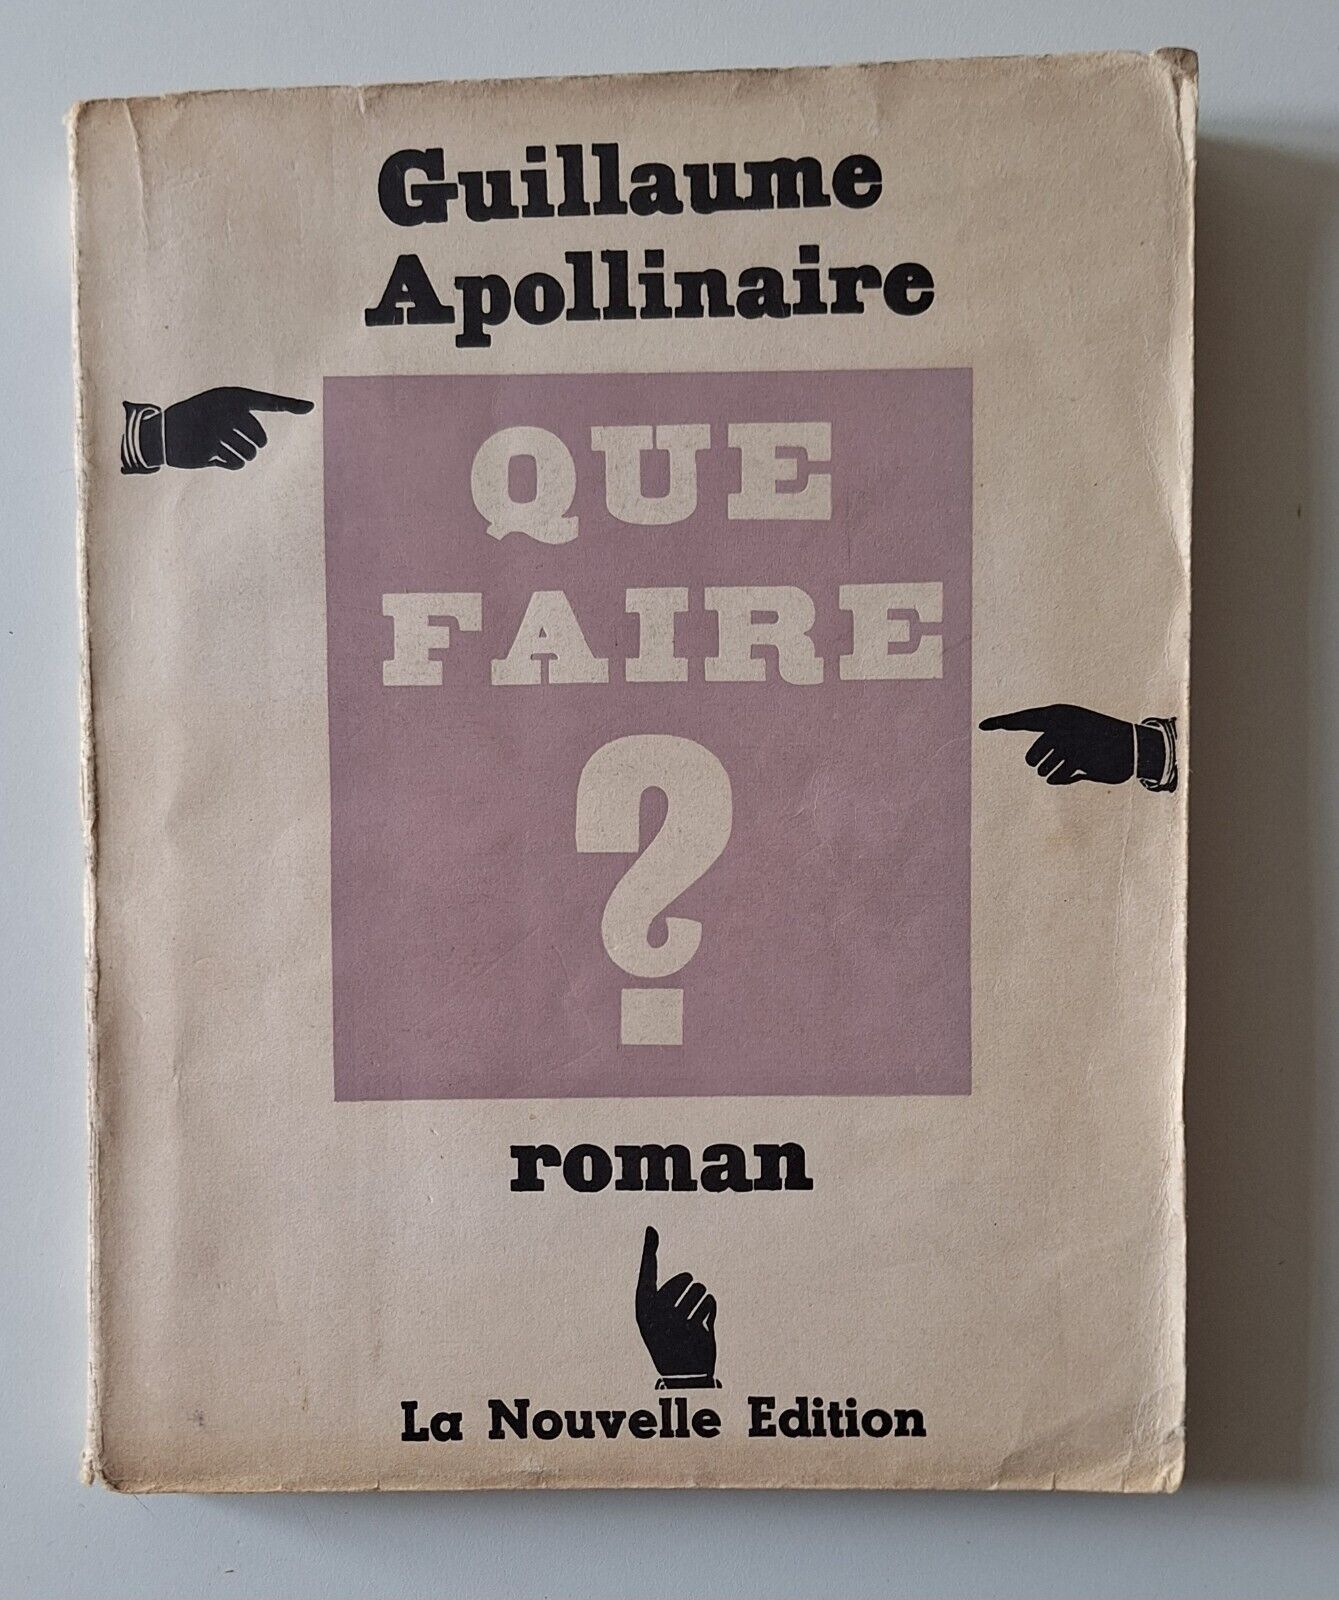 Guillaume
Apollinaire
QUE
FAIRE
?
roman
La Nouvelle Edition